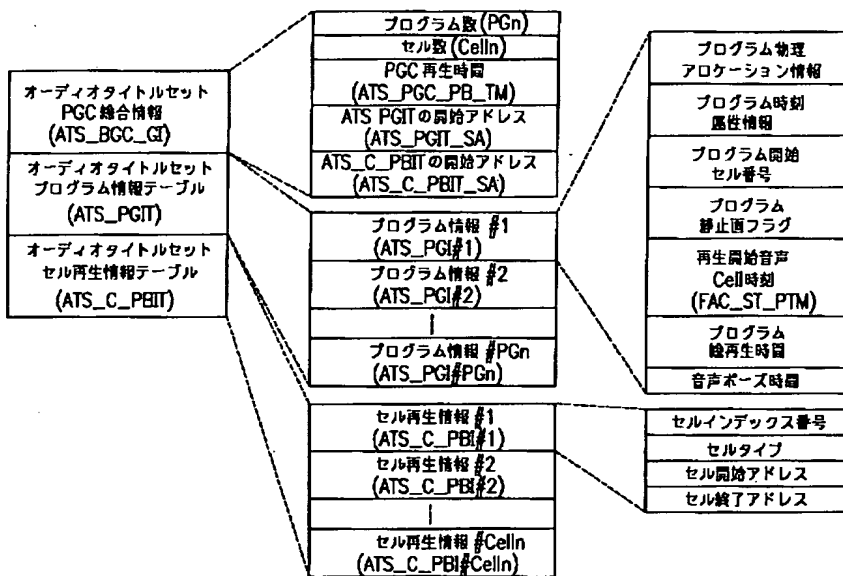 オーディオタイトルセット
PGC 総合情報
(ATS_BGC_GI)
オーディオタイトルセット
プログラム情報テーブル
(ATS_PGIT)
オーディオタイトルセット
セル再生情報テーブル
(ATS_C_PBIT)
プログラム数(PGn)
セル数(Celln)
PGC 再生時間
(ATS_PGC_PB_TM)
ATS PGITの開始アドレス
(ATS_PGIT_SA)
ATS_C_PBITの開始アドレス
(ATS_C_PBIT_SA)
プログラム情報 #1
(ATS_PGI#1)
プログラム情報 #2
(ATS_PGI#2)
プログラム情報 #PGn
(ATS_PGI#PGn)
セル再生情報 #1
(ATS_C_PBI#1)
セル再生情報 #2
(ATS_C_PBI#2)
セル再生情報 #Celln
(ATS_C_PBI#Celln)
プログラム物理
アロケーション情報
プログラム時刻
属性情報
プログラム開始
セル番号
プログラム
静止画フラグ
再生開始音声
Cell時刻
(FAC_ST_PTM)
プログラム
総再生時間
音声ポーズ時間
セルインデックス番号
セルタイプ
セル開始アドレス
セル終了アドレス